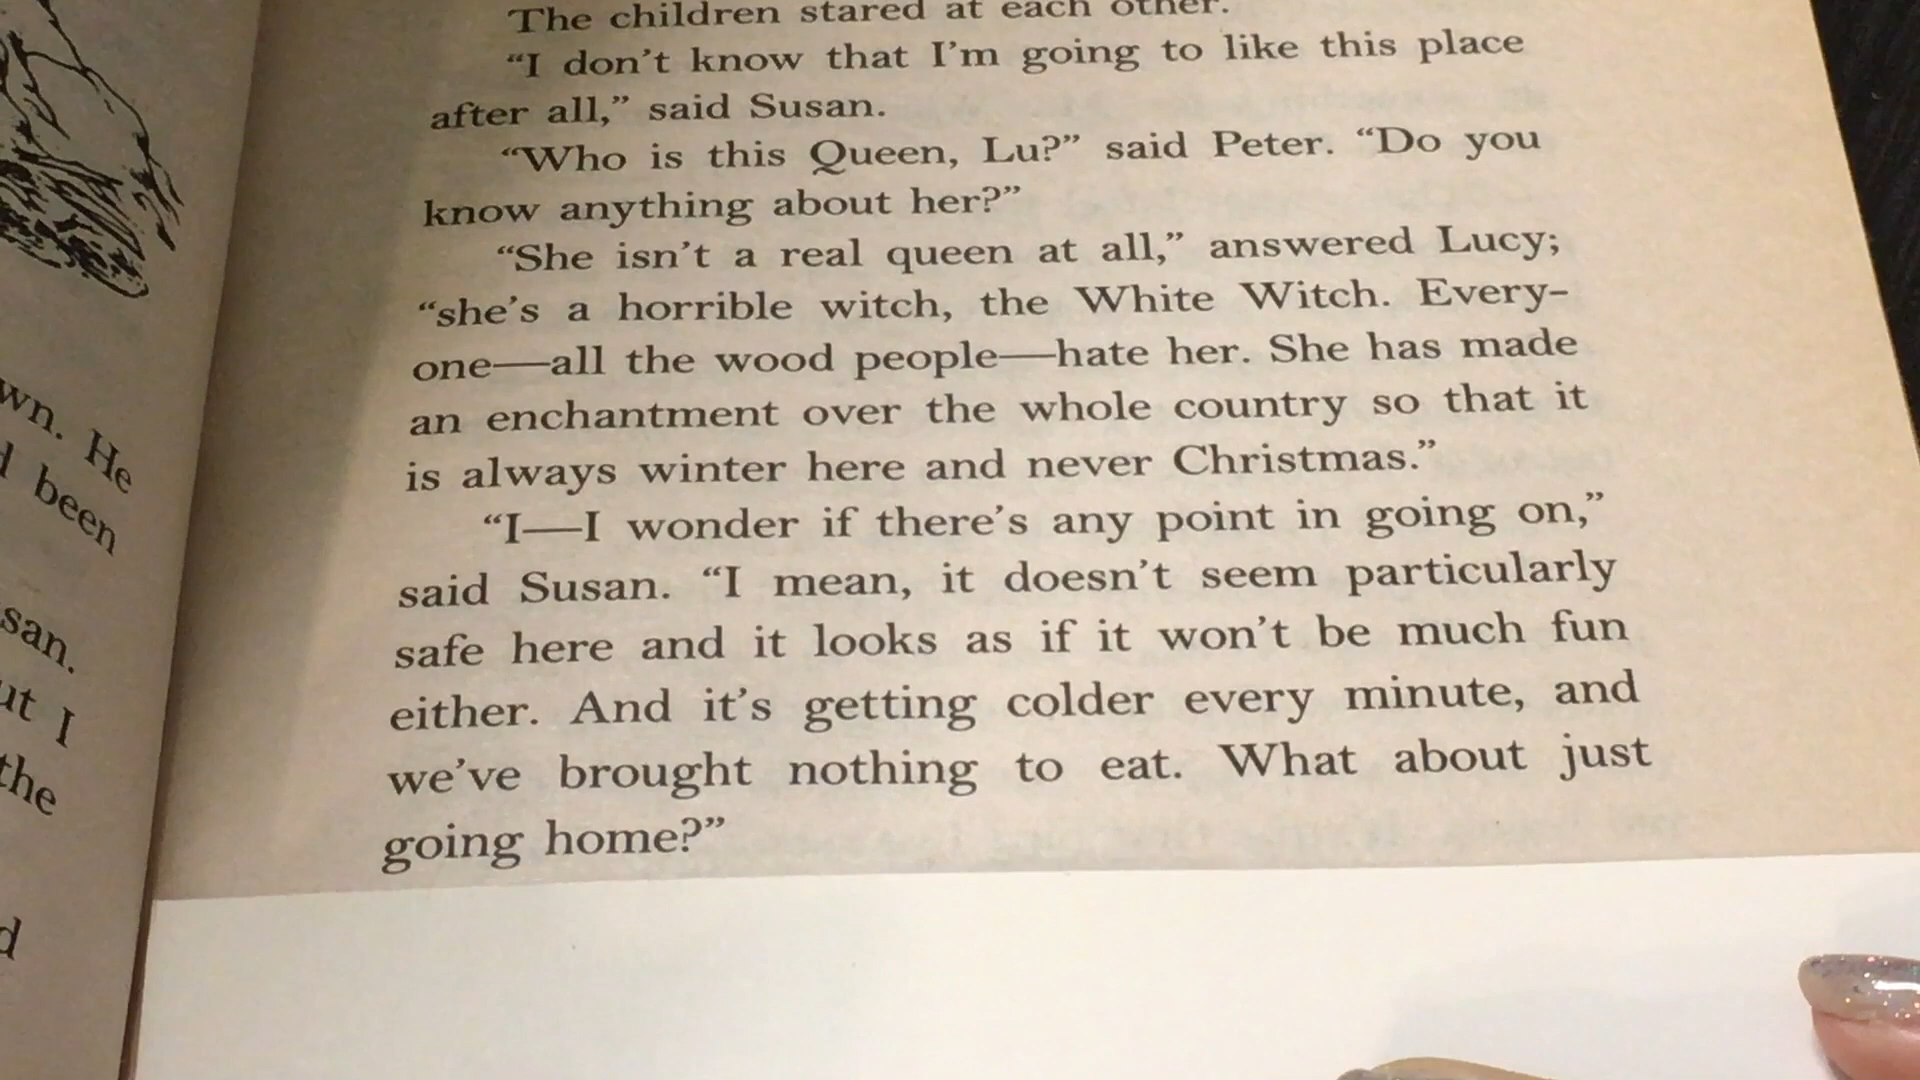 wn. He
been
san.
ut I
the
d
The children stared at each other.
“I don’t know that I’m going to like this place
after all,” said Susan.
“Who is this Queen, Lu?” said Peter. “Do you
know anything about her?”
“She isn’t a real queen at all,” answered Lucy;
“she’s a horrible witch, the White Witch. Every-
one—all the wood people—hate her. She has made
an enchantment over the whole country so that it
is always winter here and never Christmas.”
“I—I wonder if there’s any point in going on,”
said Susan. “I mean, it doesn’t seem particularly
safe here and it looks as if it won’t be much fun
either. And it’s getting colder every minute, and
we’ve brought nothing to eat. What about just
going home?”